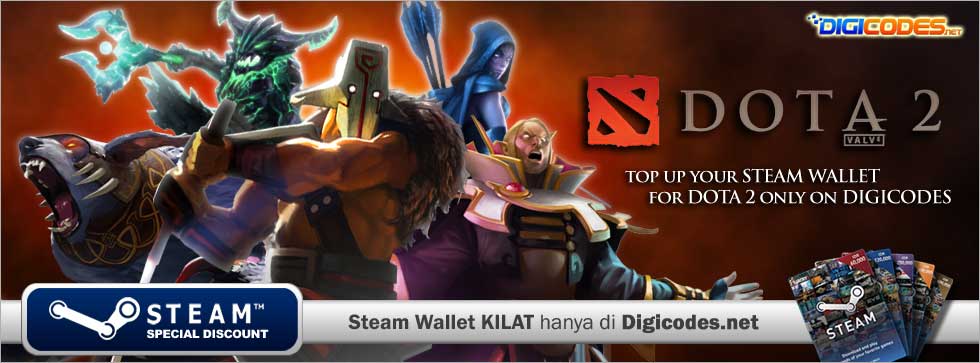 DIGICODES.NET
DOTA 2
VALVE
TOP UP YOUR STEAM WALLET
FOR DOTA 2 ONLY ON DIGICODES
STEAM™
SPECIAL DISCOUNT
Steam Wallet KILAT hanya di Digicodes.net
STEAM